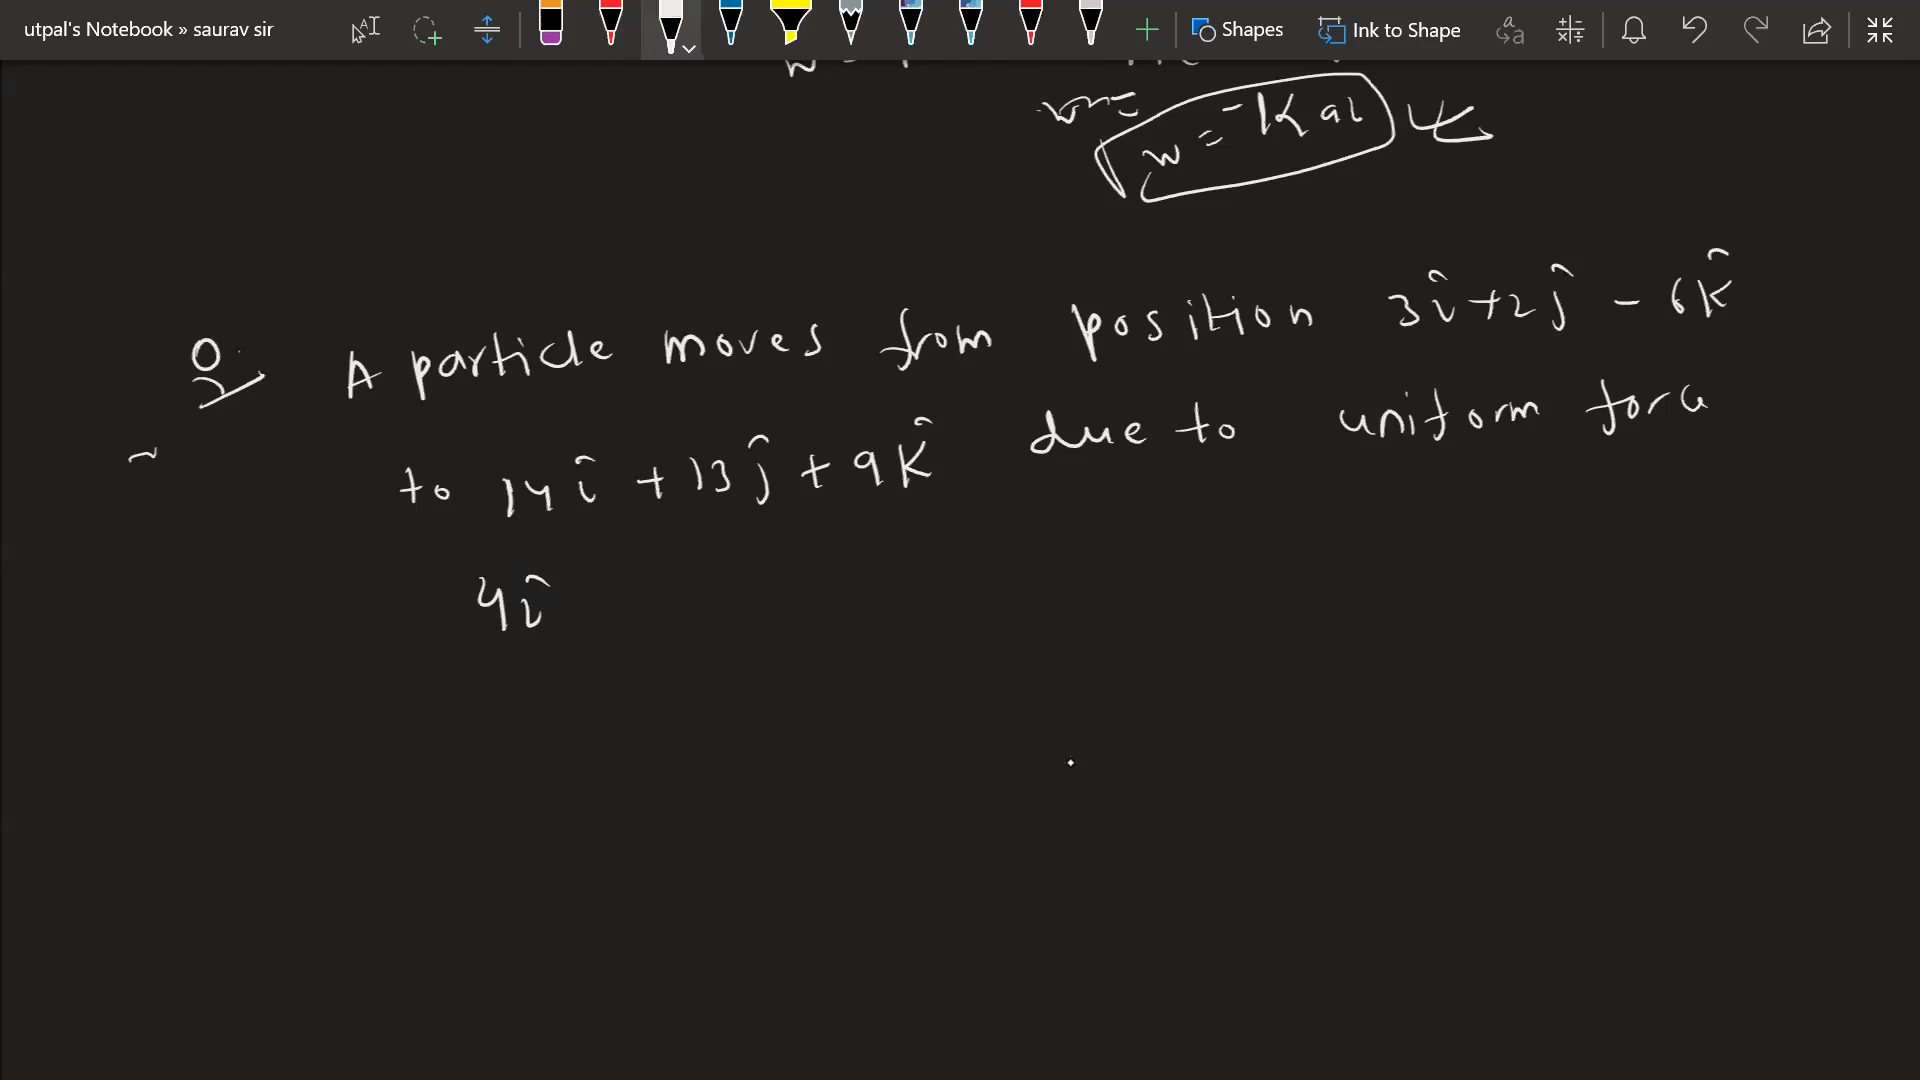 utpal's Notebook » saurav sir
Shapes
Ink to Shape
w = -K aL
Q A particle moves from position 3î+2ĵ - 6k̂
to 14î + 13ĵ + 9k̂ due to uniform force
4î